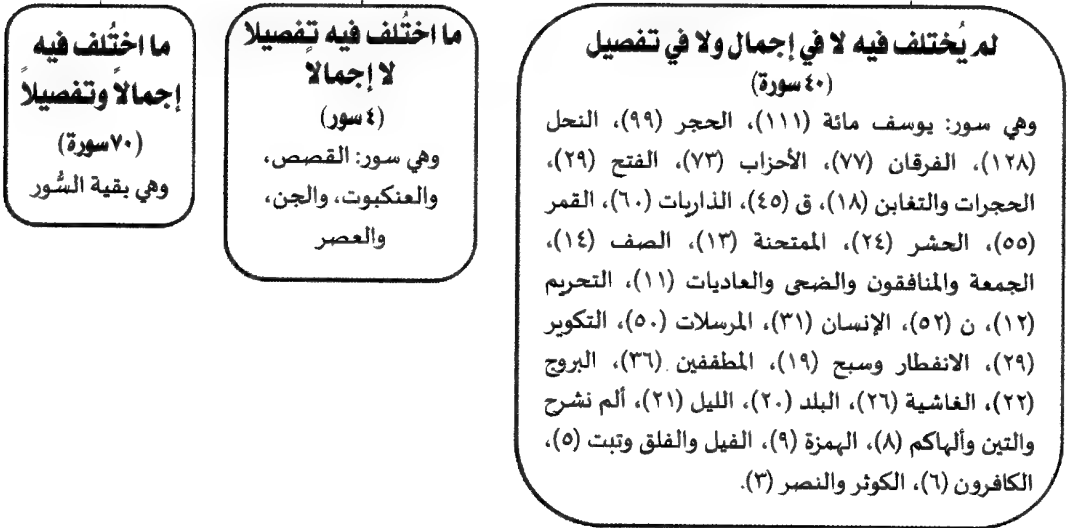 لم يُختلف فيه لا في إجمال ولا في تفصيل
(٤٠ سورة)
وهي سور: يوسف مائة (١١١)، الحجر (٩٩)، النحل
(١٢٨)، الفرقان (٧٧)، الأحزاب (٧٣)، الفتح (٢٩)،
الحجرات والتغابن (١٨)، ق (٤٥)، الذاريات (٦٠)، القمر
(٥٥)، الحشر (٢٤)، الممتحنة (١٣)، الصف (١٤)،
الجمعة والمنافقون والضحى والعاديات (١١)، التحريم
(١٢)، ن (٥٢)، الإنسان (٣١)، المرسلات (٥٠)، التكوير
(٢٩)، الانفطار وسبح (١٩)، المطففين (٣٦)، البروج
(٢٢)، الغاشية (٢٦)، البلد (٢٠)، الليل (٢١)، ألم نشرح
والتين وألهاكم (٨)، الهمزة (٩)، الفيل والفلق وتبت (٥)،
الكافرون (٦)، الكوثر والنصر (٣).
ما اختُلف فيه تفصيلا
لا إجمالاً
(٤ سور)
وهي سور: القصص،
والعنكبوت، والجن،
والعصر
ما اختُلف فيه
إجمالاً وتفصيلاً
(٧٠ سورة)
وهي بقية السُّور